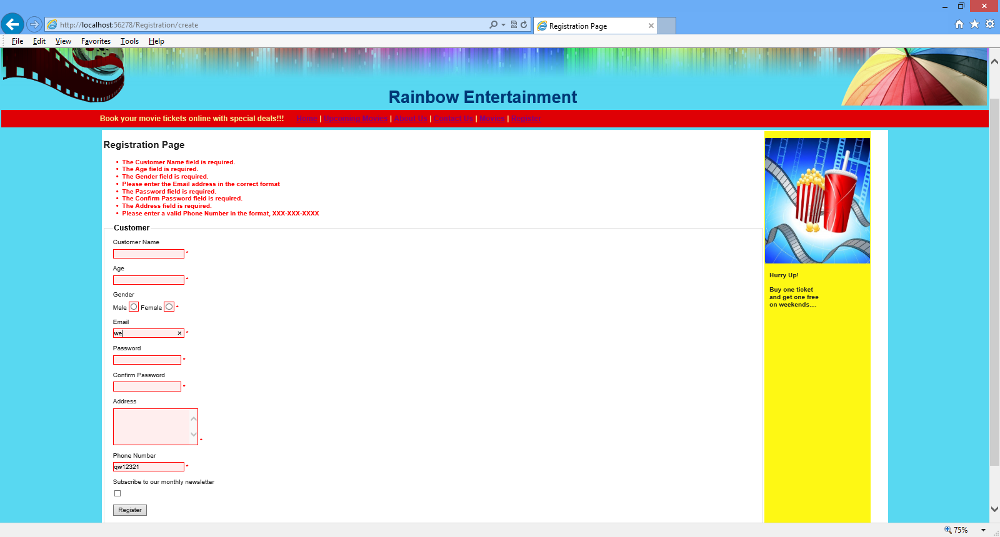 http://localhost:56278/Registration/create
Registration Page
File Edit View Favorites Tools Help
Rainbow Entertainment
Book your movie tickets online with special deals!!! Home | Upcoming Movies | About Us | Contact Us | Movies | Register
Registration Page
• The Customer Name field is required.
• The Age field is required.
• The Gender field is required.
• Please enter the Email address in the correct format
• The Password field is required.
• The Confirm Password field is required.
• The Address field is required.
• Please enter a valid Phone Number in the format, XXX-XXX-XXXX
Customer
Customer Name
*
Age
*
Gender
Male Female *
Email
we *
Password
*
Confirm Password
*
Address
*
Phone Number
qw12321 *
Subscribe to our monthly newsletter
Register
Hurry Up!
Buy one ticket
and get one free
on weekends....
75%